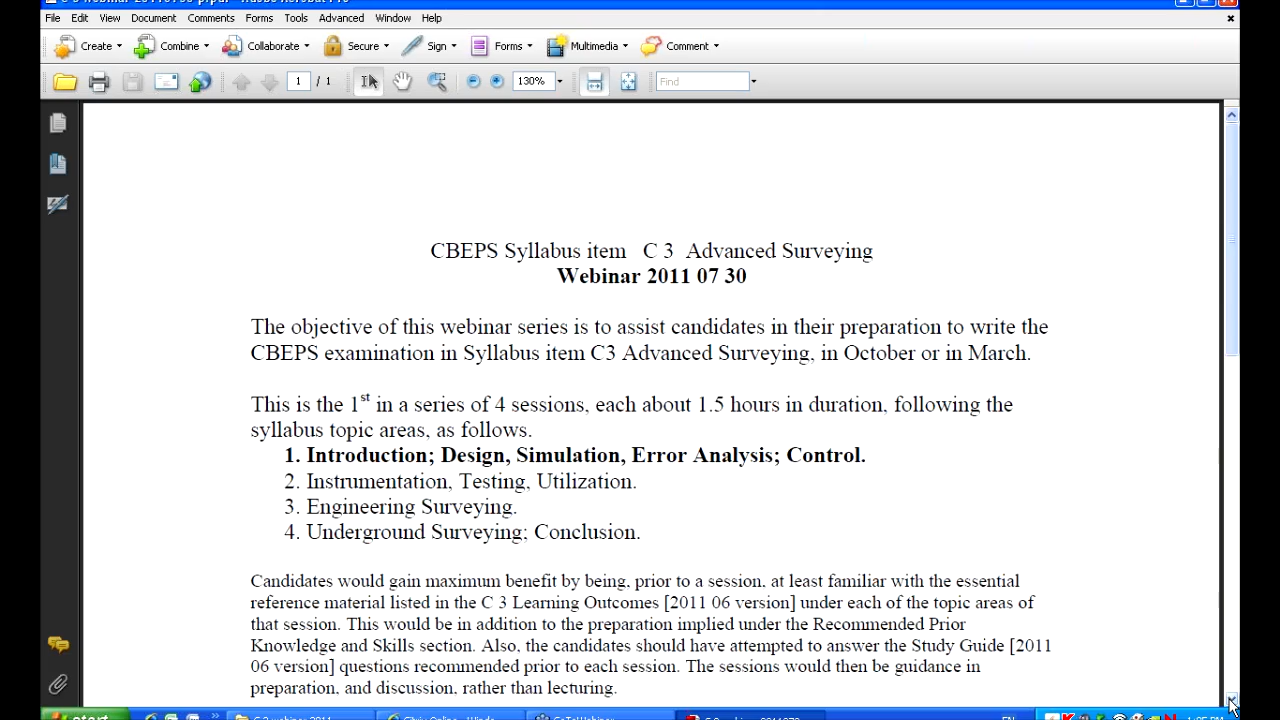 File Edit View Document Comments Forms Tools Advanced Window Help
Create Combine Collaborate Secure Sign Forms Multimedia Comment
1 / 1 130% Find
CBEPS Syllabus item C 3 Advanced Surveying
Webinar 2011 07 30
The objective of this webinar series is to assist candidates in their preparation to write the
CBEPS examination in Syllabus item C3 Advanced Surveying, in October or in March.
This is the 1st in a series of 4 sessions, each about 1.5 hours in duration, following the
syllabus topic areas, as follows.
1. Introduction; Design, Simulation, Error Analysis; Control.
2. Instrumentation, Testing, Utilization.
3. Engineering Surveying.
4. Underground Surveying; Conclusion.
Candidates would gain maximum benefit by being, prior to a session, at least familiar with the essential
reference material listed in the C 3 Learning Outcomes [2011 06 version] under each of the topic areas of
that session. This would be in addition to the preparation implied under the Recommended Prior
Knowledge and Skills section. Also, the candidates should have attempted to answer the Study Guide [2011
06 version] questions recommended prior to each session. The sessions would then be guidance in
preparation, and discussion, rather than lecturing.
start